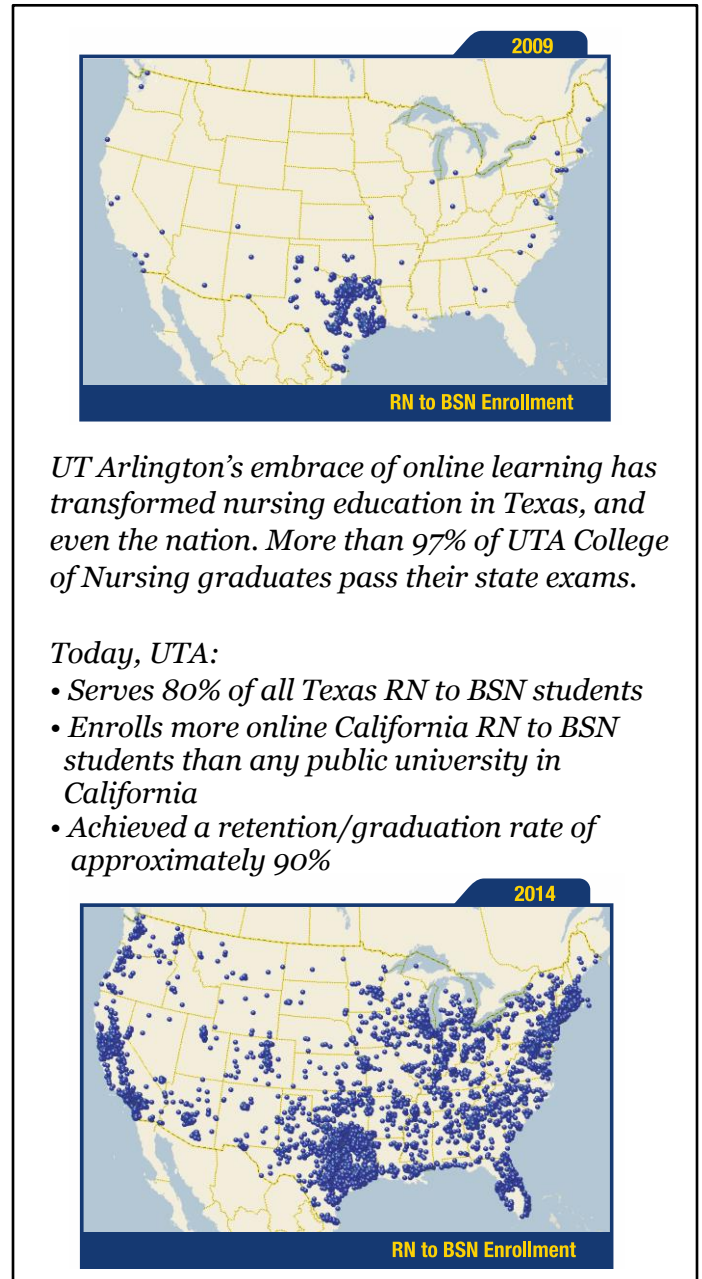 2009
RN to BSN Enrollment
UT Arlington’s embrace of online learning has
transformed nursing education in Texas, and
even the nation. More than 97% of UTA College
of Nursing graduates pass their state exams.
Today, UTA:
• Serves 80% of all Texas RN to BSN students
• Enrolls more online California RN to BSN
students than any public university in
California
• Achieved a retention/graduation rate of
approximately 90%
2014
RN to BSN Enrollment